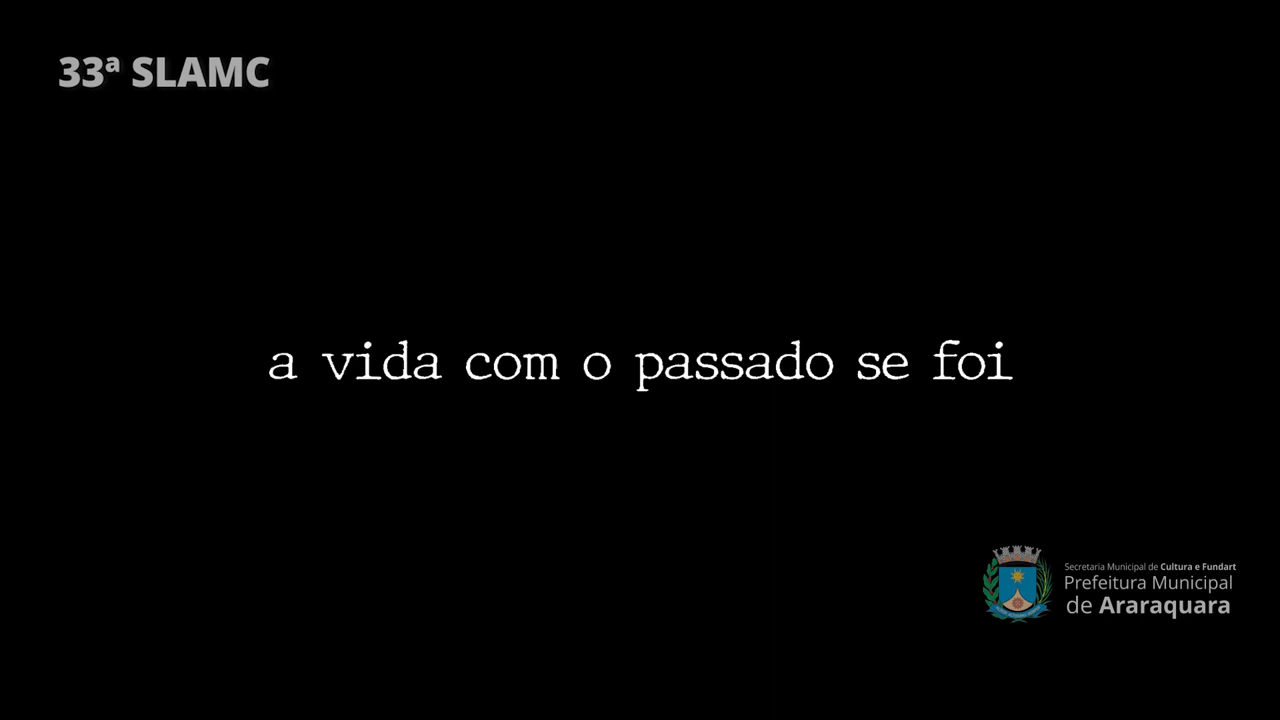 33ª SLAMC
a vida com o passado se foi
Secretaria Municipal de Cultura e Fundart
Prefeitura Municipal
de Araraquara